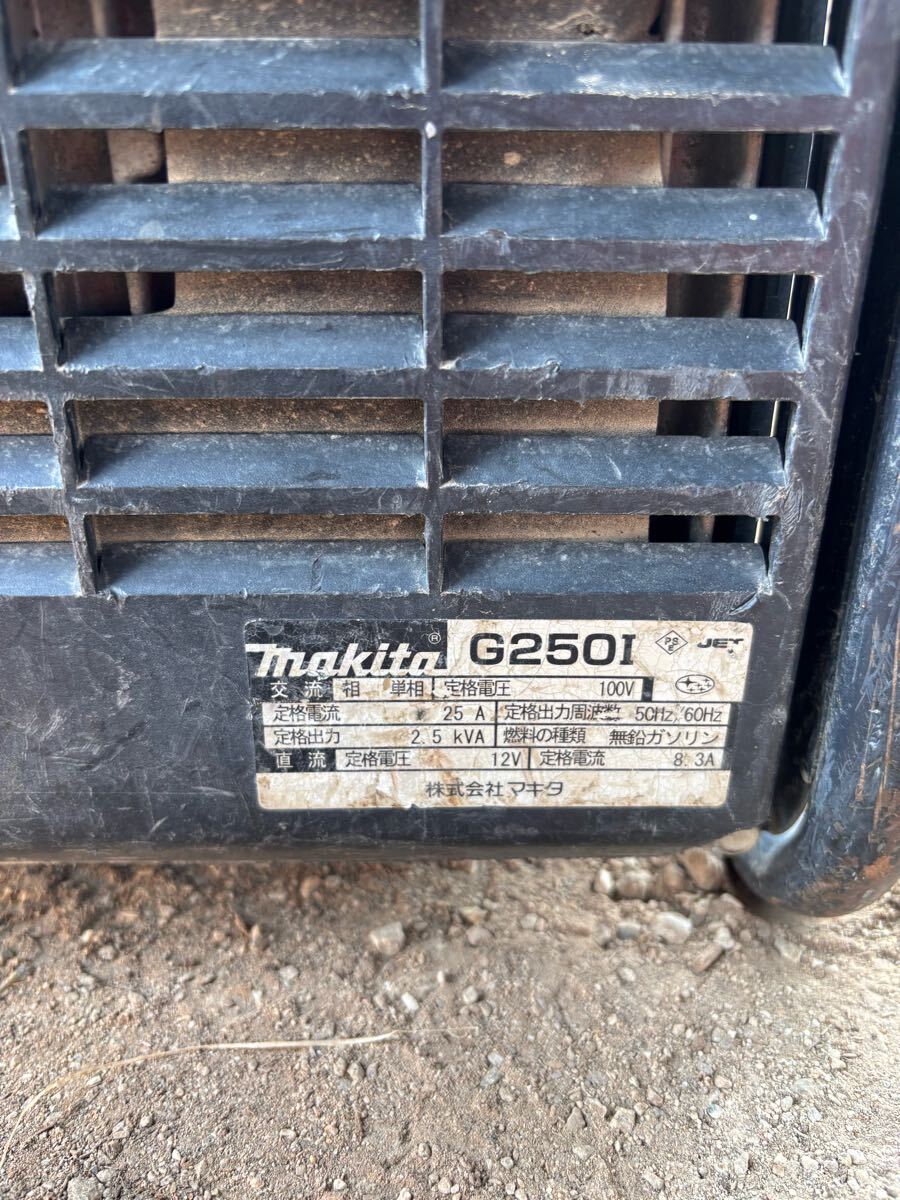 makita® G250I
PS E JET
交流 相 単相 定格電圧 100V
定格電流 25 A 定格出力周波数 50Hz/60Hz
定格出力 2.5 kVA 燃料の種類 無鉛ガソリン
直流 定格電圧 12V 定格電流 8.3A
株式会社マキタ